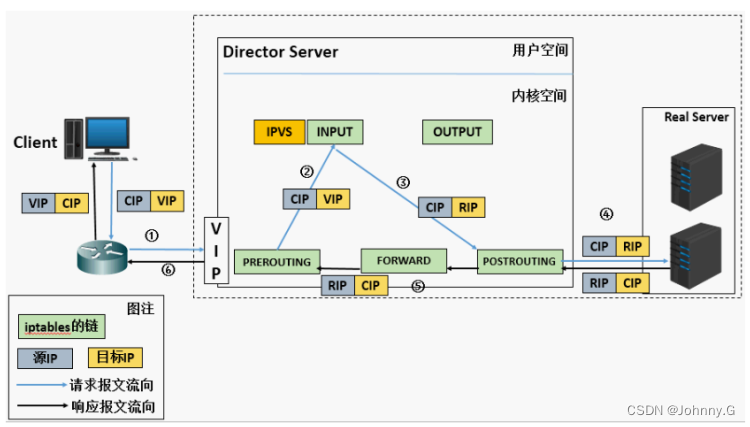 Director Server
用户空间
内核空间
Client
IPVS
INPUT
OUTPUT
Real Server
②
③
VIP CIP
CIP VIP
CIP VIP
CIP RIP
④
①
⑥
V
I
P
PREROUTING
FORWARD
POSTROUTING
CIP RIP
RIP CIP
⑤
RIP CIP
图注
iptables的链
源IP
目标IP
请求报文流向
响应报文流向
CSDN @Johnny.G